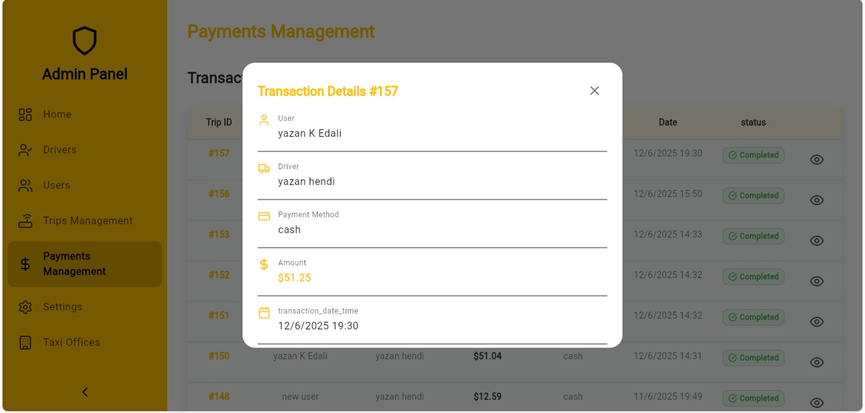 Payments Management
Admin Panel
Transac
Transaction Details #157
User
yazan K Edali
Driver
yazan hendi
Payment Method
cash
Amount
$51.25
transaction_date_time
12/6/2025 19:30
Home
Drivers
Users
Trips Management
Payments
Management
Settings
Taxi Offices
Trip ID Date status
#157 12/6/2025 19:30 Completed
#156 12/6/2025 15:50 Completed
#153 12/6/2025 14:33 Completed
#152 12/6/2025 14:32 Completed
#151 12/6/2025 14:32 Completed
#150 yazan K Edali yazan hendi $51.04 cash 12/6/2025 14:31 Completed
#148 new user yazan hendi $12.59 cash 11/6/2025 19:49 Completed